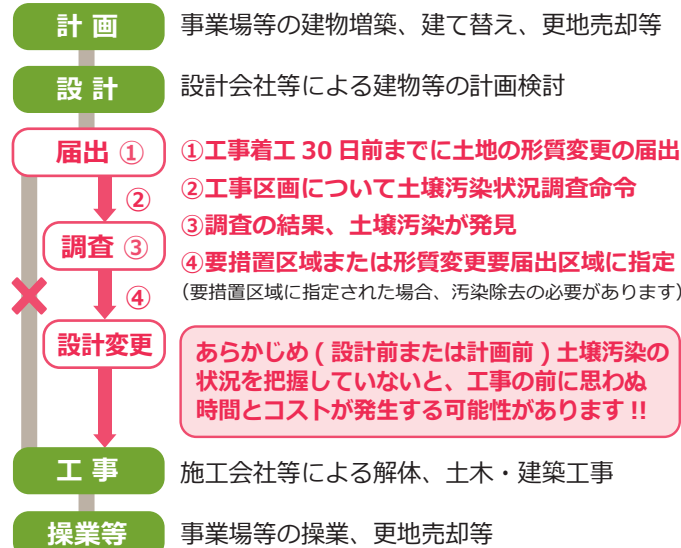 計 画
事業場等の建物増築、建て替え、更地売却等
設 計
設計会社等による建物等の計画検討
届出 ①
①工事着工 30 日前までに土地の形質変更の届出
②
②工事区画について土壌汚染状況調査命令
③調査の結果、土壌汚染が発見
調査 ③
④要措置区域または形質変更要届出区域に指定
④
（要措置区域に指定された場合、汚染除去の必要があります）
設計変更
あらかじめ ( 設計前または計画前 ) 土壌汚染の
状況を把握していないと、工事の前に思わぬ
時間とコストが発生する可能性があります !!
工 事
施工会社等による解体、土木・建築工事
操業等
事業場等の操業、更地売却等